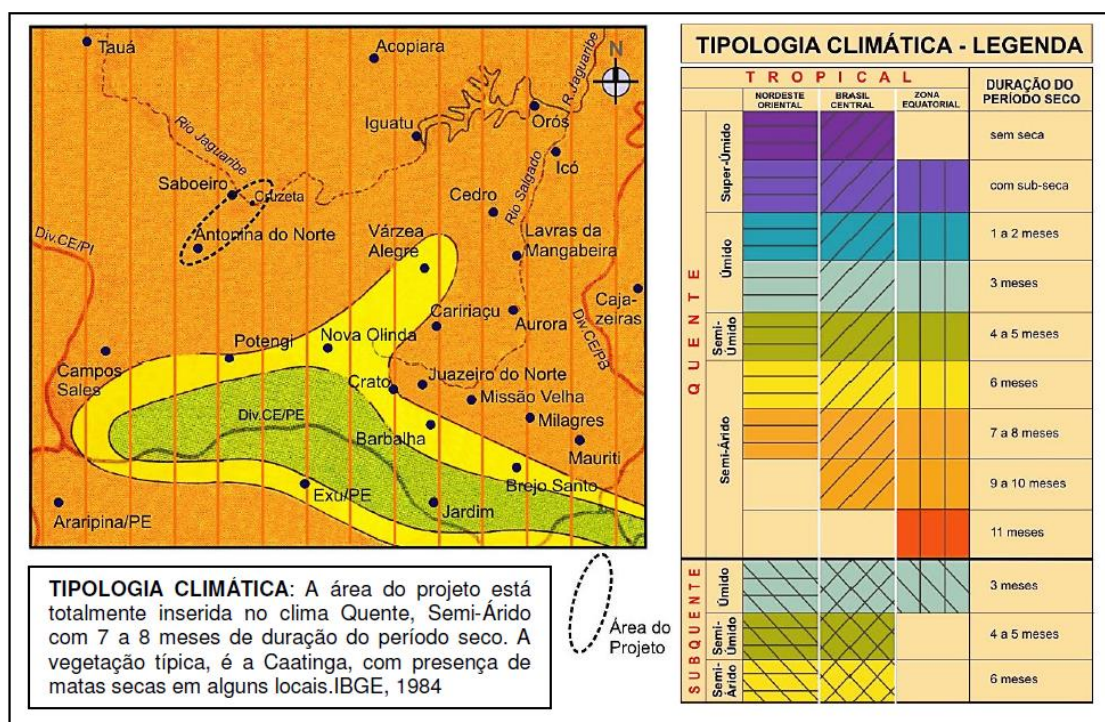 Tauá
Acopiara
N
R.Jaguaribe
Orós
Iguatu
Rio Jaguaribe
Icó
Saboeiro
Cruzeta
Cedro
Rio Salgado
Antonina do Norte
Div.CE/PI
Várzea
Alegre
Lavras da
Mangabeira
Caja-
zeiras
Caririaçu
Aurora
Div.CE/PB
Potengi
Nova Olinda
Campos
Sales
Crato
Juazeiro do Norte
Missão Velha
Div.CE/PE
Milagres
Barbalha
Mauriti
Brejo Santo
Exu/PE
Jardim
Araripina/PE
TIPOLOGIA CLIMÁTICA: A área do projeto está
totalmente inserida no clima Quente, Semi-Árido
com 7 a 8 meses de duração do período seco. A
vegetação típica, é a Caatinga, com presença de
matas secas em alguns locais.IBGE, 1984
Área do
Projeto
TIPOLOGIA CLIMÁTICA - LEGENDA
TROPICAL
NORDESTE
ORIENTAL
BRASIL
CENTRAL
ZONA
EQUATORIAL
DURAÇÃO DO
PERÍODO SECO
QUENTE
Super-Úmido
sem seca
com sub-seca
Úmido
1 a 2 meses
3 meses
Semi-
Úmido
4 a 5 meses
Semi-Árido
6 meses
7 a 8 meses
9 a 10 meses
11 meses
SUBQUENTE
Úmido
3 meses
Semi-
Úmido
4 a 5 meses
Semi-
Árido
6 meses